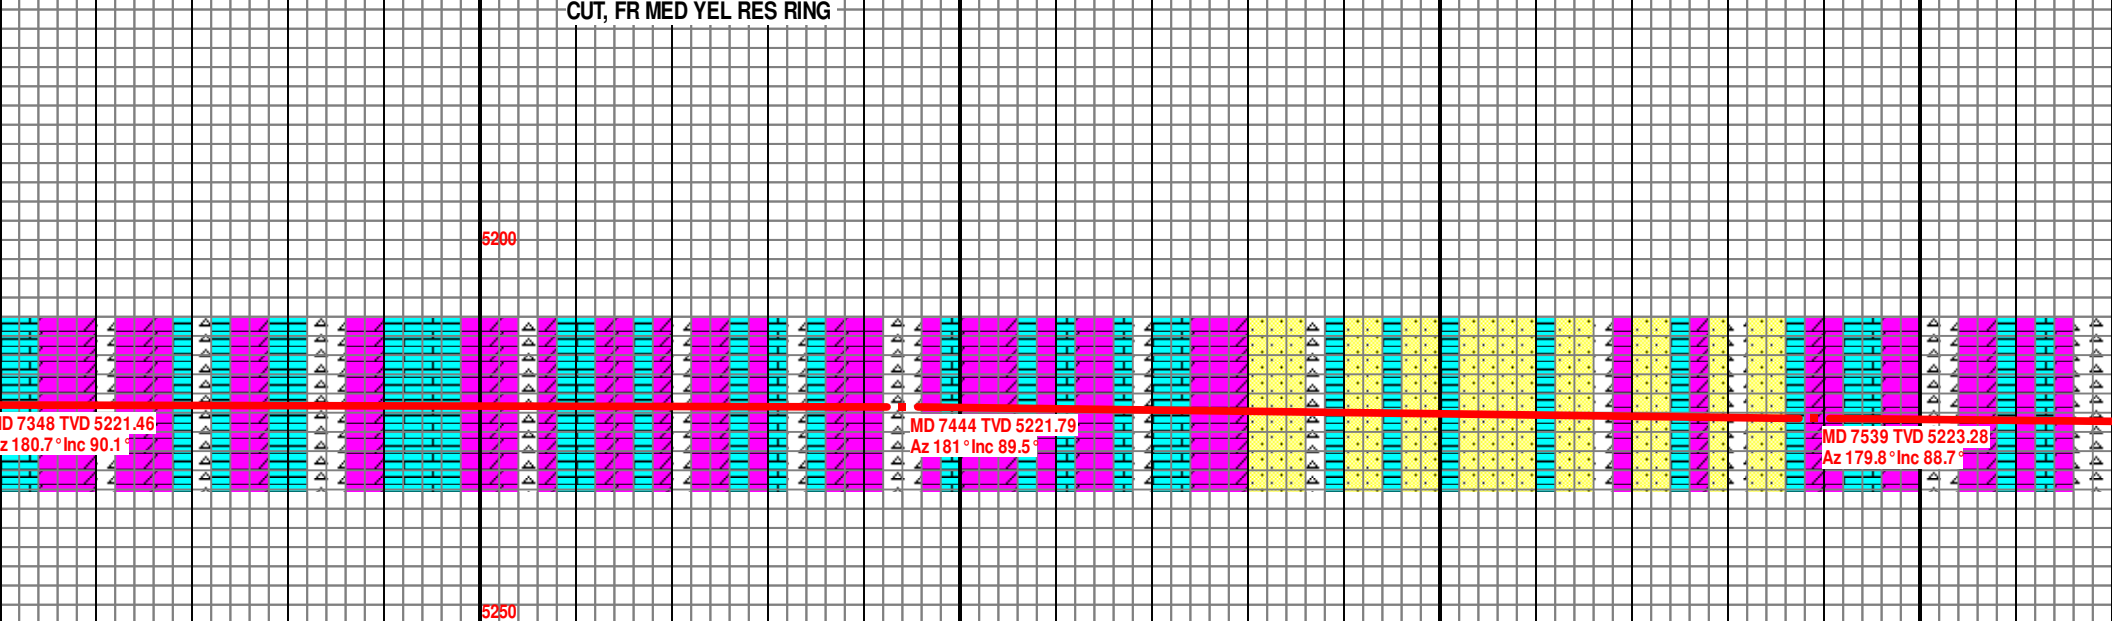 CUT, FR MED YEL RES RING
5200
D 7348 TVD 5221.46
z 180.7° Inc 90.1°
MD 7444 TVD 5221.79
Az 181° Inc 89.5°
MD 7539 TVD 5223.28
Az 179.8° Inc 88.7°
5250